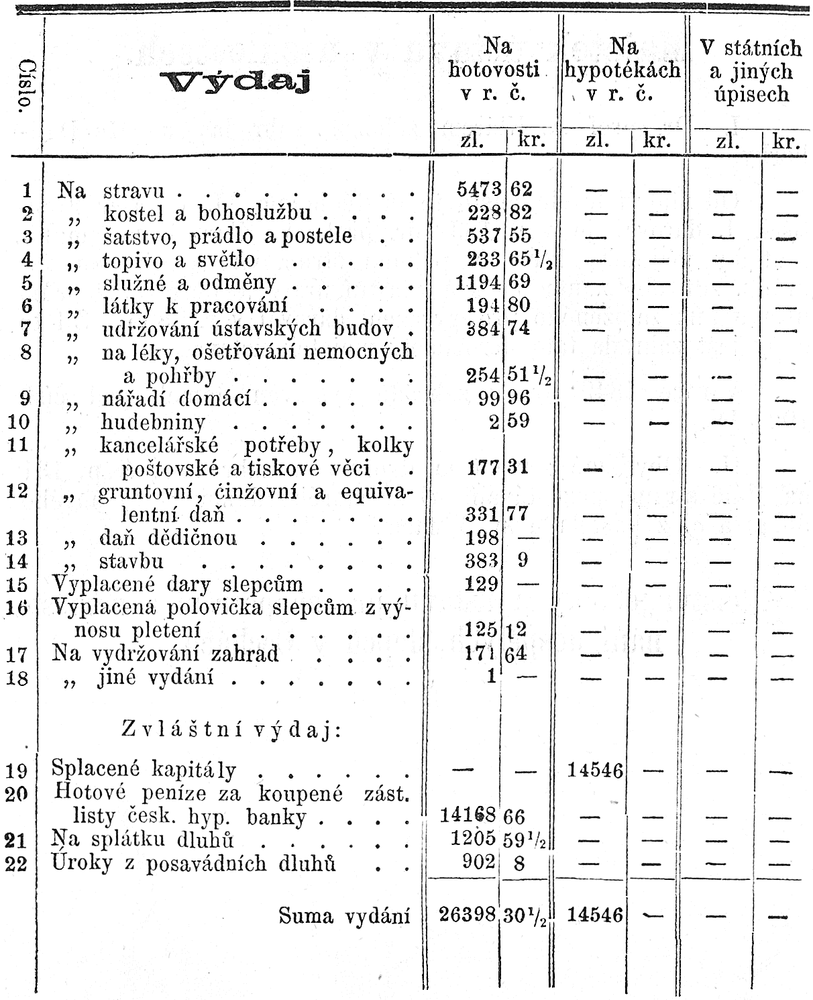 Číslo.
Výdaj
Na hotovosti v r. č.
Na hypotékách v r. č.
V státních a jiných úpisech
zl. | kr. zl. | kr. zl. | kr.
1 Na stravu . . . . . . . . . 5473 62 — — — —
2 „ kostel a bohoslužbu . . . . 228 82 — — — —
3 „ šatstvo, prádlo a postele . . 537 55 — — — —
4 „ topivo a světlo . . . . . 233 65½ — — — —
5 „ služné a odměny . . . . . 1194 69 — — — —
6 „ látky k pracování . . . . 194 80 — — — —
7 „ udržování ústavských budov . 384 74 — — — —
8 „ na léky, ošetřování nemocných
a pohřby . . . . . . . 254 51½ — — — —
9 „ nářadí domácí . . . . . . 99 96 — — — —
10 „ hudebniny . . . . . . . 2 59 — — — —
11 „ kancelářské potřeby, kolky
poštovské a tiskové věci . 177 31 — — — —
12 „ gruntovní, činžovní a equiva-
lentní daň . . . . . . . 331 77 — — — —
13 „ daň dědičnou . . . . . . 198 — — — — —
14 „ stavbu . . . . . . . . 383 9 — — — —
15 Vyplacené dary slepcům . . . . 129 — — — — —
16 Vyplacená polovička slepcům z vý-
nosu pletení . . . . . . . 125 12 — — — —
17 Na vydržování zahrad . . . . 171 64 — — — —
18 „ jiné vydání . . . . . . . 1 — — — — —
Zvláštní výdaj:
19 Splacené kapitály . . . . . . — — 14546 — — —
20 Hotové peníze za koupené zást.
listy česk. hyp. banky . . . . 14168 66 — — — —
21 Na splátku dluhů . . . . . . 1205 59½ — — — —
22 Úroky z posavádních dluhů . . 902 8 — — — —
Suma vydání 26398 30½ 14546 — — —